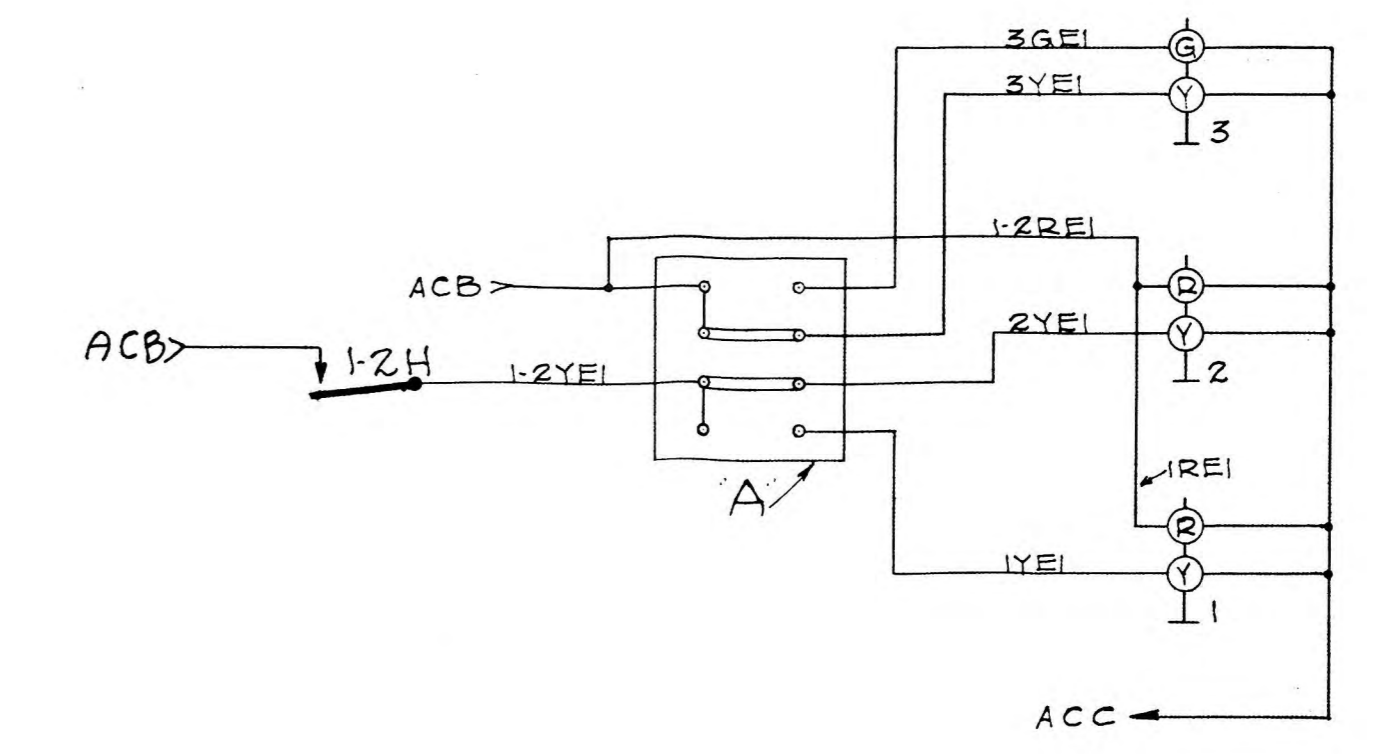 3GE1
G
3YE1
Y
3
1-2RE1
ACB
R
2YE1
Y
2
ACB
1-2H
1-2YE1
1RE1
"A"
R
1YE1
Y
1
ACC